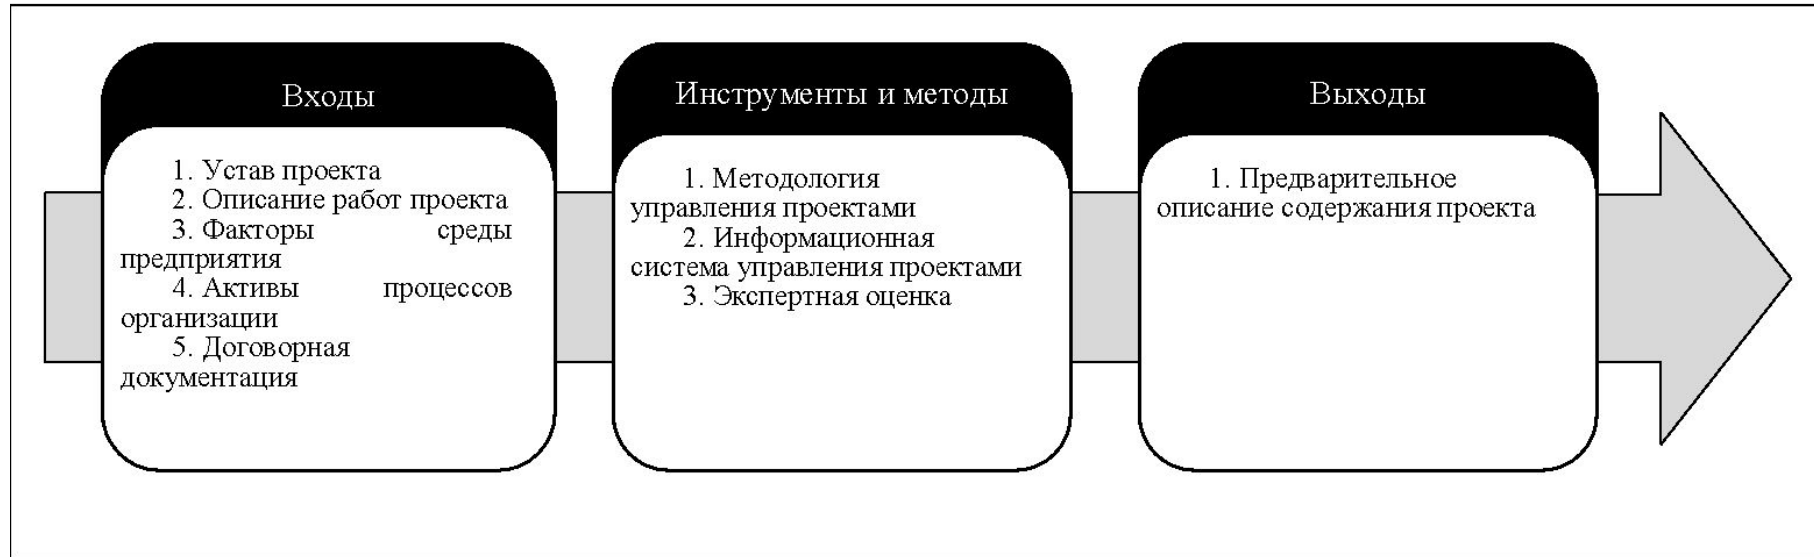 Входы
1. Устав проекта
2. Описание работ проекта
3. Факторы среды
предприятия
4. Активы процессов
организации
5. Договорная
документация
Инструменты и методы
1. Методология
управления проектами
2. Информационная
система управления проектами
3. Экспертная оценка
Выходы
1. Предварительное
описание содержания проекта